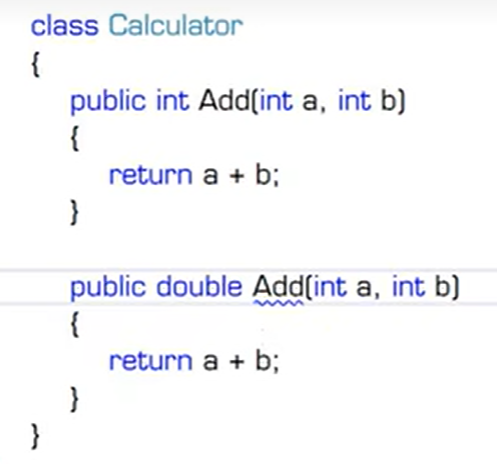 class Calculator
{
public int Add(int a, int b)
{
return a + b;
}
public double Add(int a, int b)
{
return a + b;
}
}